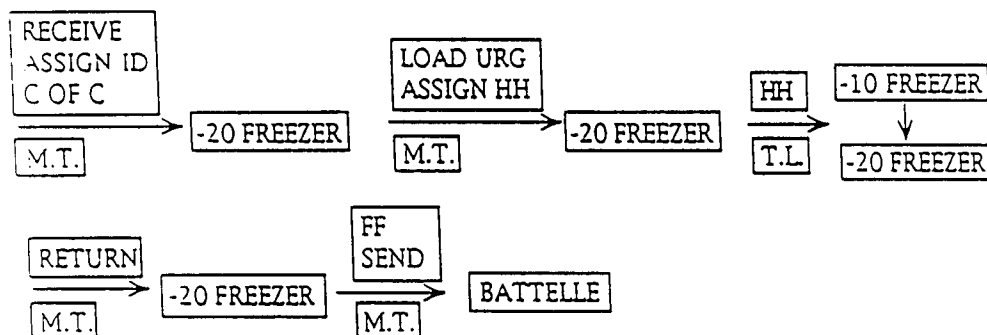 RECEIVE
ASSIGN ID
C OF C
M.T.
-20 FREEZER
LOAD URG
ASSIGN HH
M.T.
-20 FREEZER
HH
T.L.
-10 FREEZER
-20 FREEZER
RETURN
M.T.
-20 FREEZER
FF
SEND
M.T.
BATTELLE